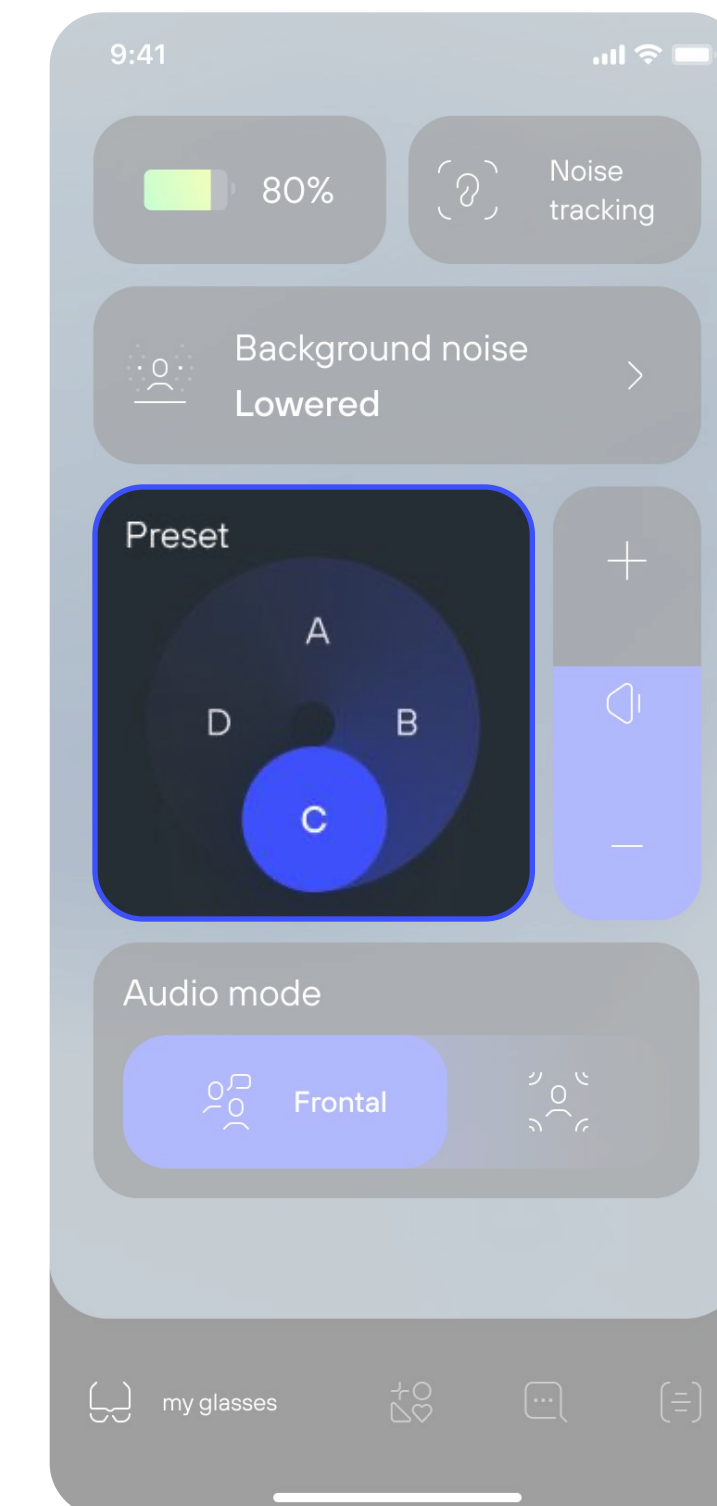 9:41
80%
Noise
tracking
Background noise
Lowered
Preset
A
D
B
C
Audio mode
Frontal
my glasses